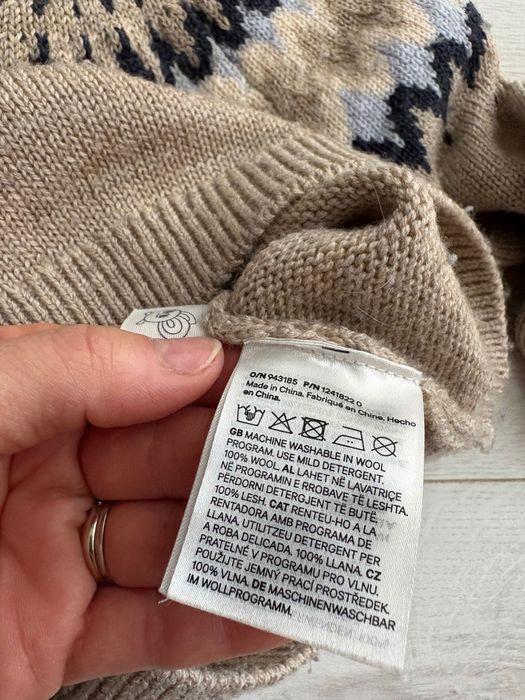 O/N 943185 P/N 1241822 0
Made in China. Fabriqué en Chine. Hecho
en China.
GB MACHINE WASHABLE IN WOOL
PROGRAM. USE MILD DETERGENT.
100% WOOL. AL LAHET NË LAVATRIÇE
NË PROGRAMIN E RROBAVE TË LESHTA.
PËRDORNI DETERGJENT TË BUTË.
100% LESH. CAT RENTEU-HO A LA
RENTADORA AMB PROGRAMA DE
LLANA. UTILITZEU DETERGENT PER
A ROBA DELICADA. 100% LLANA. CZ
PRATELNÉ V PROGRAMU PRO VLNU.
POUŽIJTE JEMNÝ PRACÍ PROSTŘEDEK.
100% VLNA. DE MASCHINENWASCHBAR
IM WOLLPROGRAMM.